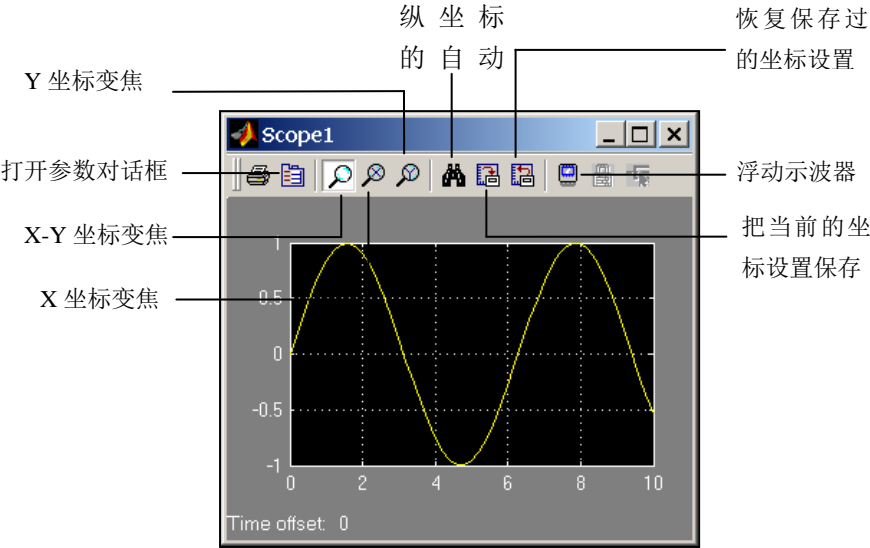 纵 坐 标
的 自 动
恢复保存过
的坐标设置
Y 坐标变焦
Scope1
打开参数对话框
浮动示波器
X-Y 坐标变焦
把当前的坐
标设置保存
X 坐标变焦
1
0.5
0
-0.5
-1
0 2 4 6 8 10
Time offset: 0